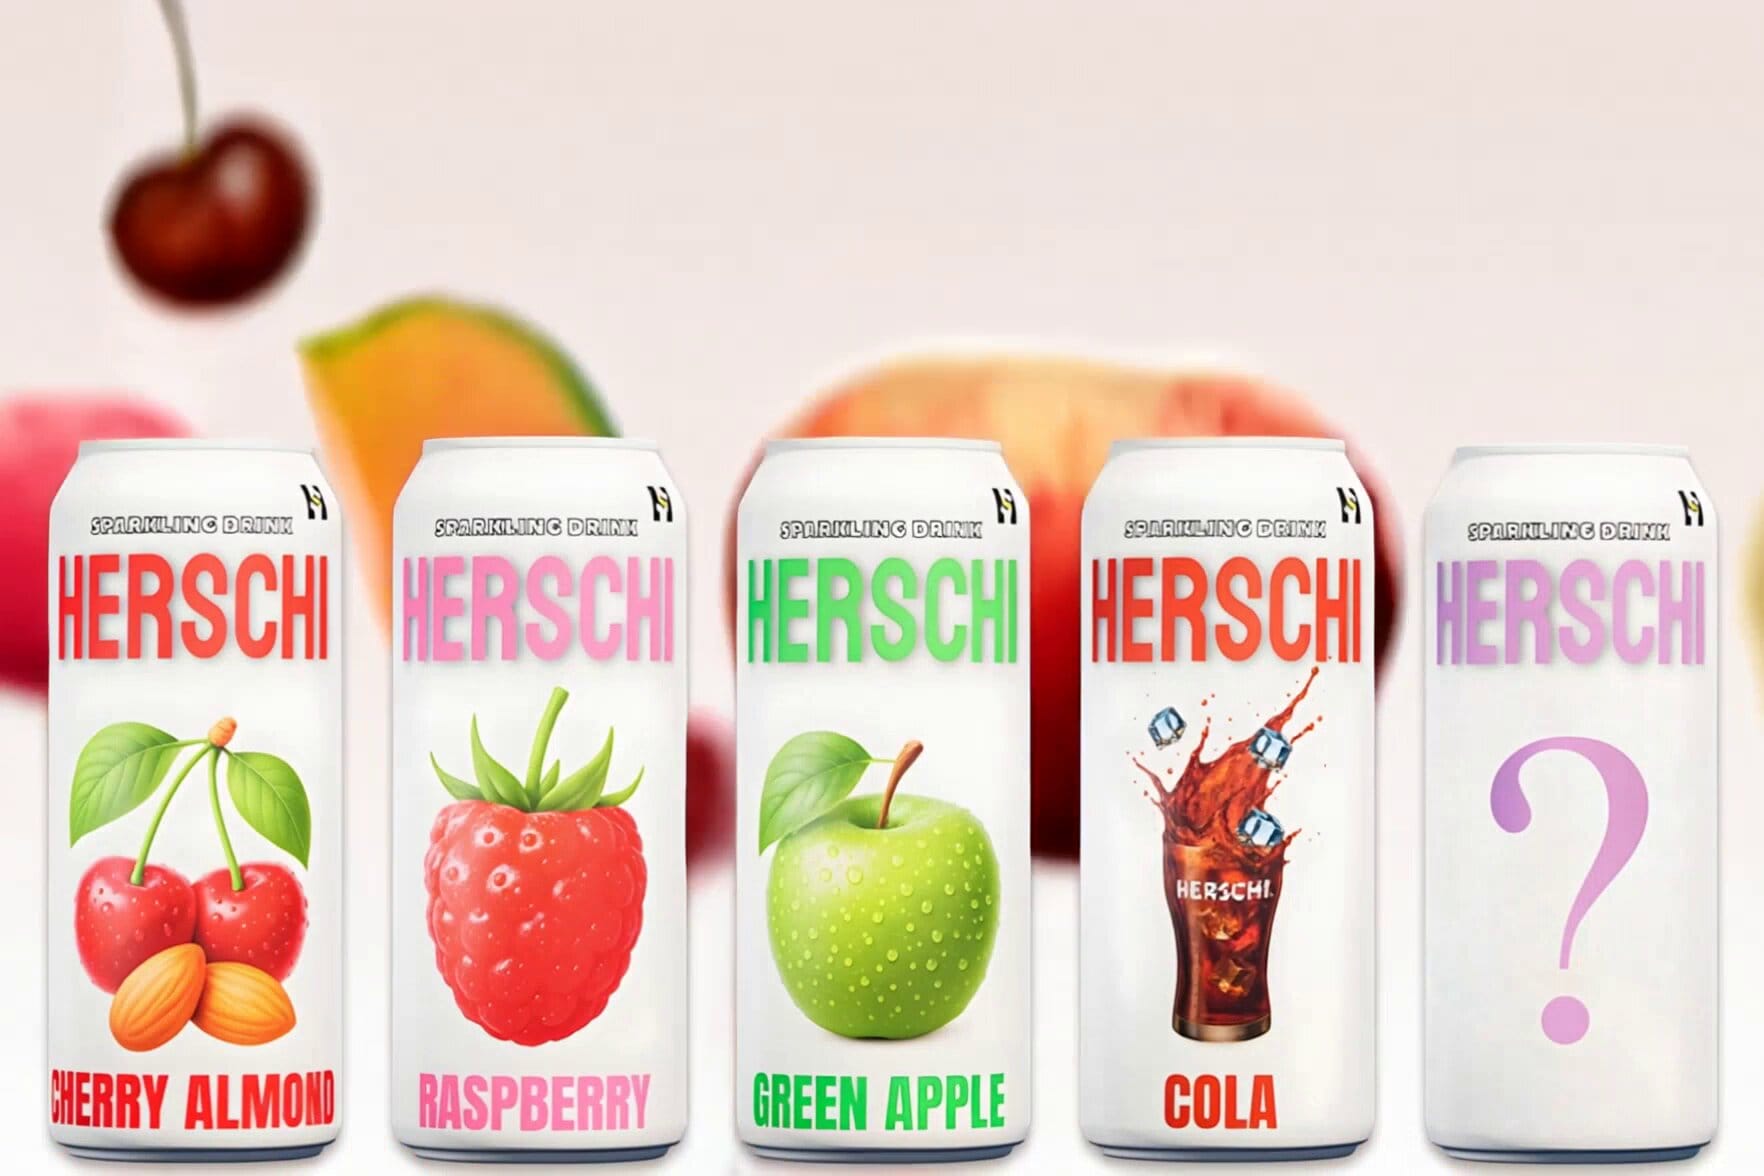 SPARKLING DRINK
HERSCHI
CHERRY ALMOND
SPARKLING DRINK
HERSCHI
RASPBERRY
SPARKLING DRINK
HERSCHI
GREEN APPLE
SPARKLING DRINK
HERSCHI
HERSCHI
COLA
SPARKLING DRINK
HERSCHI
?